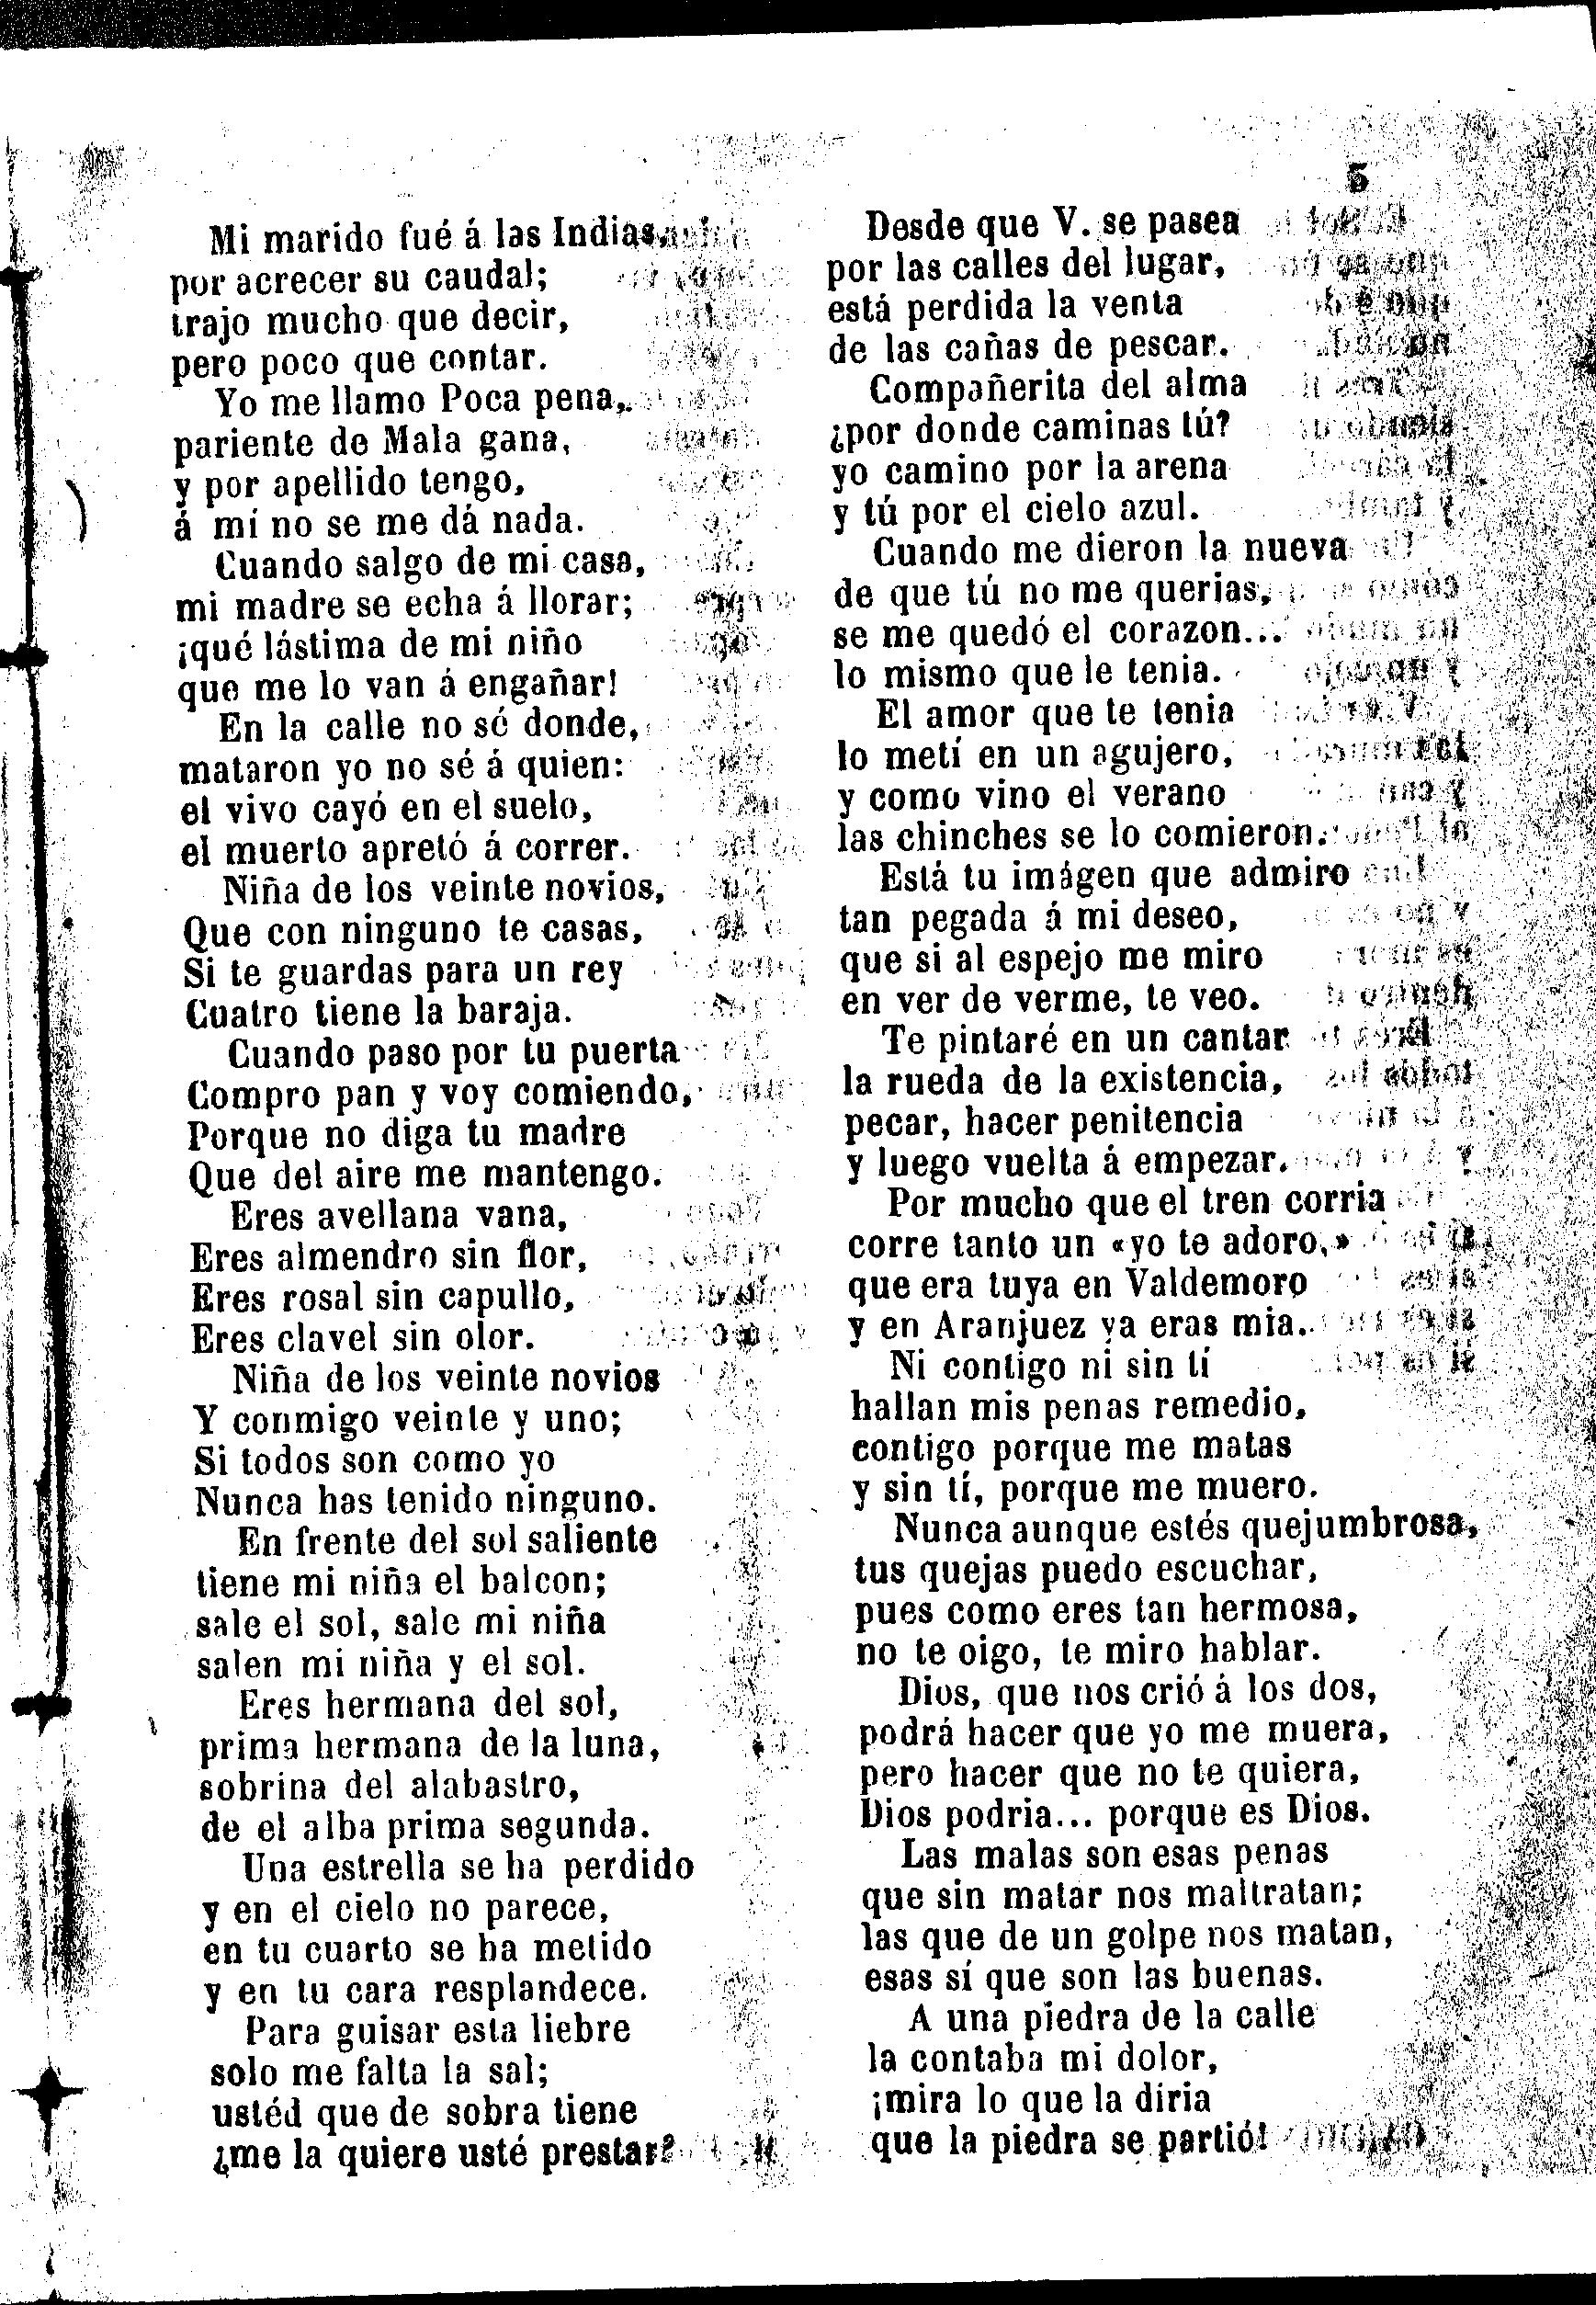 5
Mi marido fué á las Indias
por acrecer su caudal;
trajo mucho que decir,
pero poco que contar.
Yo me llamo Poca pena,
pariente de Mala gana,
y por apellido tengo,
á mí no se me dá nada.
Cuando salgo de mi casa,
mi madre se echa á llorar;
¡qué lástima de mi niño
que me lo van á engañar!
En la calle no sé donde,
mataron yo no sé á quien:
el vivo cayó en el suelo,
el muerto apretó á correr.
Niña de los veinte novios,
Que con ninguno te casas,
Si te guardas para un rey
Cuatro tiene la baraja.
Cuando paso por tu puerta
Compro pan y voy comiendo,
Porque no diga tu madre
Que del aire me mantengo.
Eres avellana vana,
Eres almendro sin flor,
Eres rosal sin capullo,
Eres clavel sin olor.
Niña de los veinte novios
Y conmigo veinte y uno;
Si todos son como yo
Nunca has tenido ninguno.
En frente del sol saliente
tiene mi niña el balcon;
sale el sol, sale mi niña
salen mi niña y el sol.
Eres hermana del sol,
prima hermana de la luna,
sobrina del alabastro,
de el alba prima segunda.
Una estrella se ha perdido
y en el cielo no parece,
en tu cuarto se ha metido
y en tu cara resplandece.
Para guisar esta liebre
solo me falta la sal;
ustéd que de sobra tiene
¿me la quiere usté prestar?
Desde que V. se pasea
por las calles del lugar,
está perdida la venta
de las cañas de pescar.
Compañerita del alma
¿por donde caminas tú?
yo camino por la arena
y tú por el cielo azul.
Cuando me dieron la nueva
de que tú no me querias,
se me quedó el corazon...
lo mismo que le tenia.
El amor que te tenia
lo metí en un agujero,
y como vino el verano
las chinches se lo comieron.
Está tu imágen que admiro
tan pegada á mi deseo,
que si al espejo me miro
en ver de verme, te veo.
Te pintaré en un cantar
la rueda de la existencia,
pecar, hacer penitencia
y luego vuelta á empezar.
Por mucho que el tren corria
corre tanto un «yo te adoro,»
que era tuya en Valdemoro
y en Aranjuez ya eras mia.
Ni contigo ni sin tí
hallan mis penas remedio,
contigo porque me matas
y sin tí, porque me muero.
Nunca aunque estés quejumbrosa,
tus quejas puedo escuchar,
pues como eres tan hermosa,
no te oigo, te miro hablar.
Dios, que nos crió á los dos,
podrá hacer que yo me muera,
pero hacer que no te quiera,
Dios podria... porque es Dios.
Las malas son esas penas
que sin matar nos maltratan;
las que de un golpe nos matan,
esas sí que son las buenas.
A una piedra de la calle
la contaba mi dolor,
¡mira lo que la diria
que la piedra se partió!